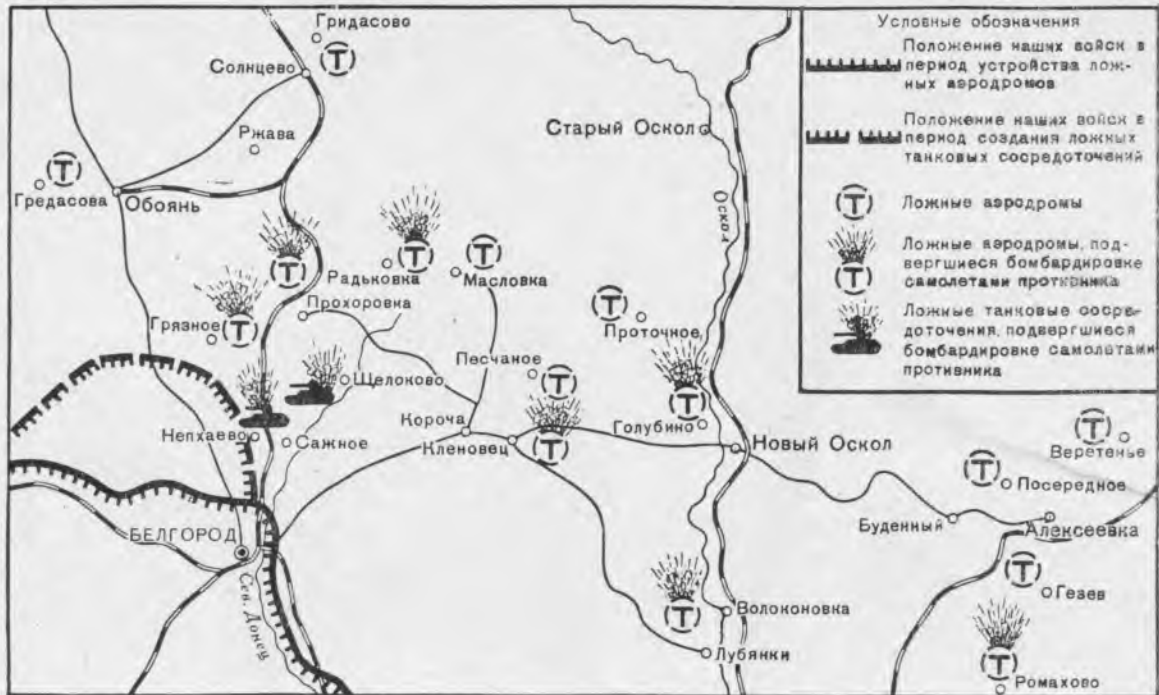 Гридасово
Солнцево
Ржава
Гредасова
Обоянь
Старый Оскол
Оскол
Радьковка
Масловка
Прохоровка
Грязное
Проточное
Песчаное
Щелоково
Короча
Кленовец
Голубино
Новый Оскол
Непхаево
Сажное
БЕЛГОРОД
Сев. Донец
Веретенье
Посередное
Буденный
Алексеевка
Гезев
Волоконовка
Лубянки
Ромахово
Условные обозначения
Положение наших войск в
период устройства лож-
ных аэродромов
Положение наших войск в
период создания ложных
танковых сосредоточений
Т
Ложные аэродромы
Т
Ложные аэродромы, под-
вергшиеся бомбардировке
самолетами противника
Ложные танковые сосре-
доточения, подвергшиеся
бомбардировке самолетами
противника